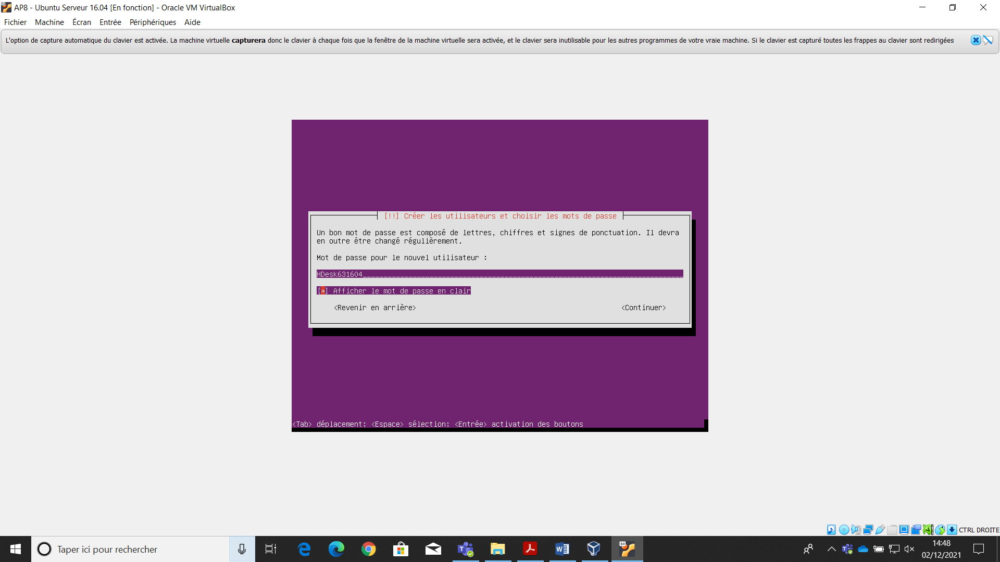 AP8 - Ubuntu Serveur 16.04 [En fonction] - Oracle VM VirtualBox
Fichier Machine Écran Entrée Périphériques Aide
L'option de capture automatique du clavier est activée. La machine virtuelle capturera donc le clavier à chaque fois que la fenêtre de la machine virtuelle sera activée, et le clavier sera inutilisable pour les autres programmes de votre vraie machine. Si le clavier est capturé toutes les frappes au clavier sont redirigées
[!!] Créer les utilisateurs et choisir les mots de passe
Un bon mot de passe est composé de lettres, chiffres et signes de ponctuation. Il devra
en outre être changé régulièrement.
Mot de passe pour le nouvel utilisateur :
HDesk631604
[*] Afficher le mot de passe en clair
<Revenir en arrière> <Continuer>
<Tab> déplacement; <Espace> sélection; <Entrée> activation des boutons
CTRL DROITE
Taper ici pour rechercher
14:48
02/12/2021